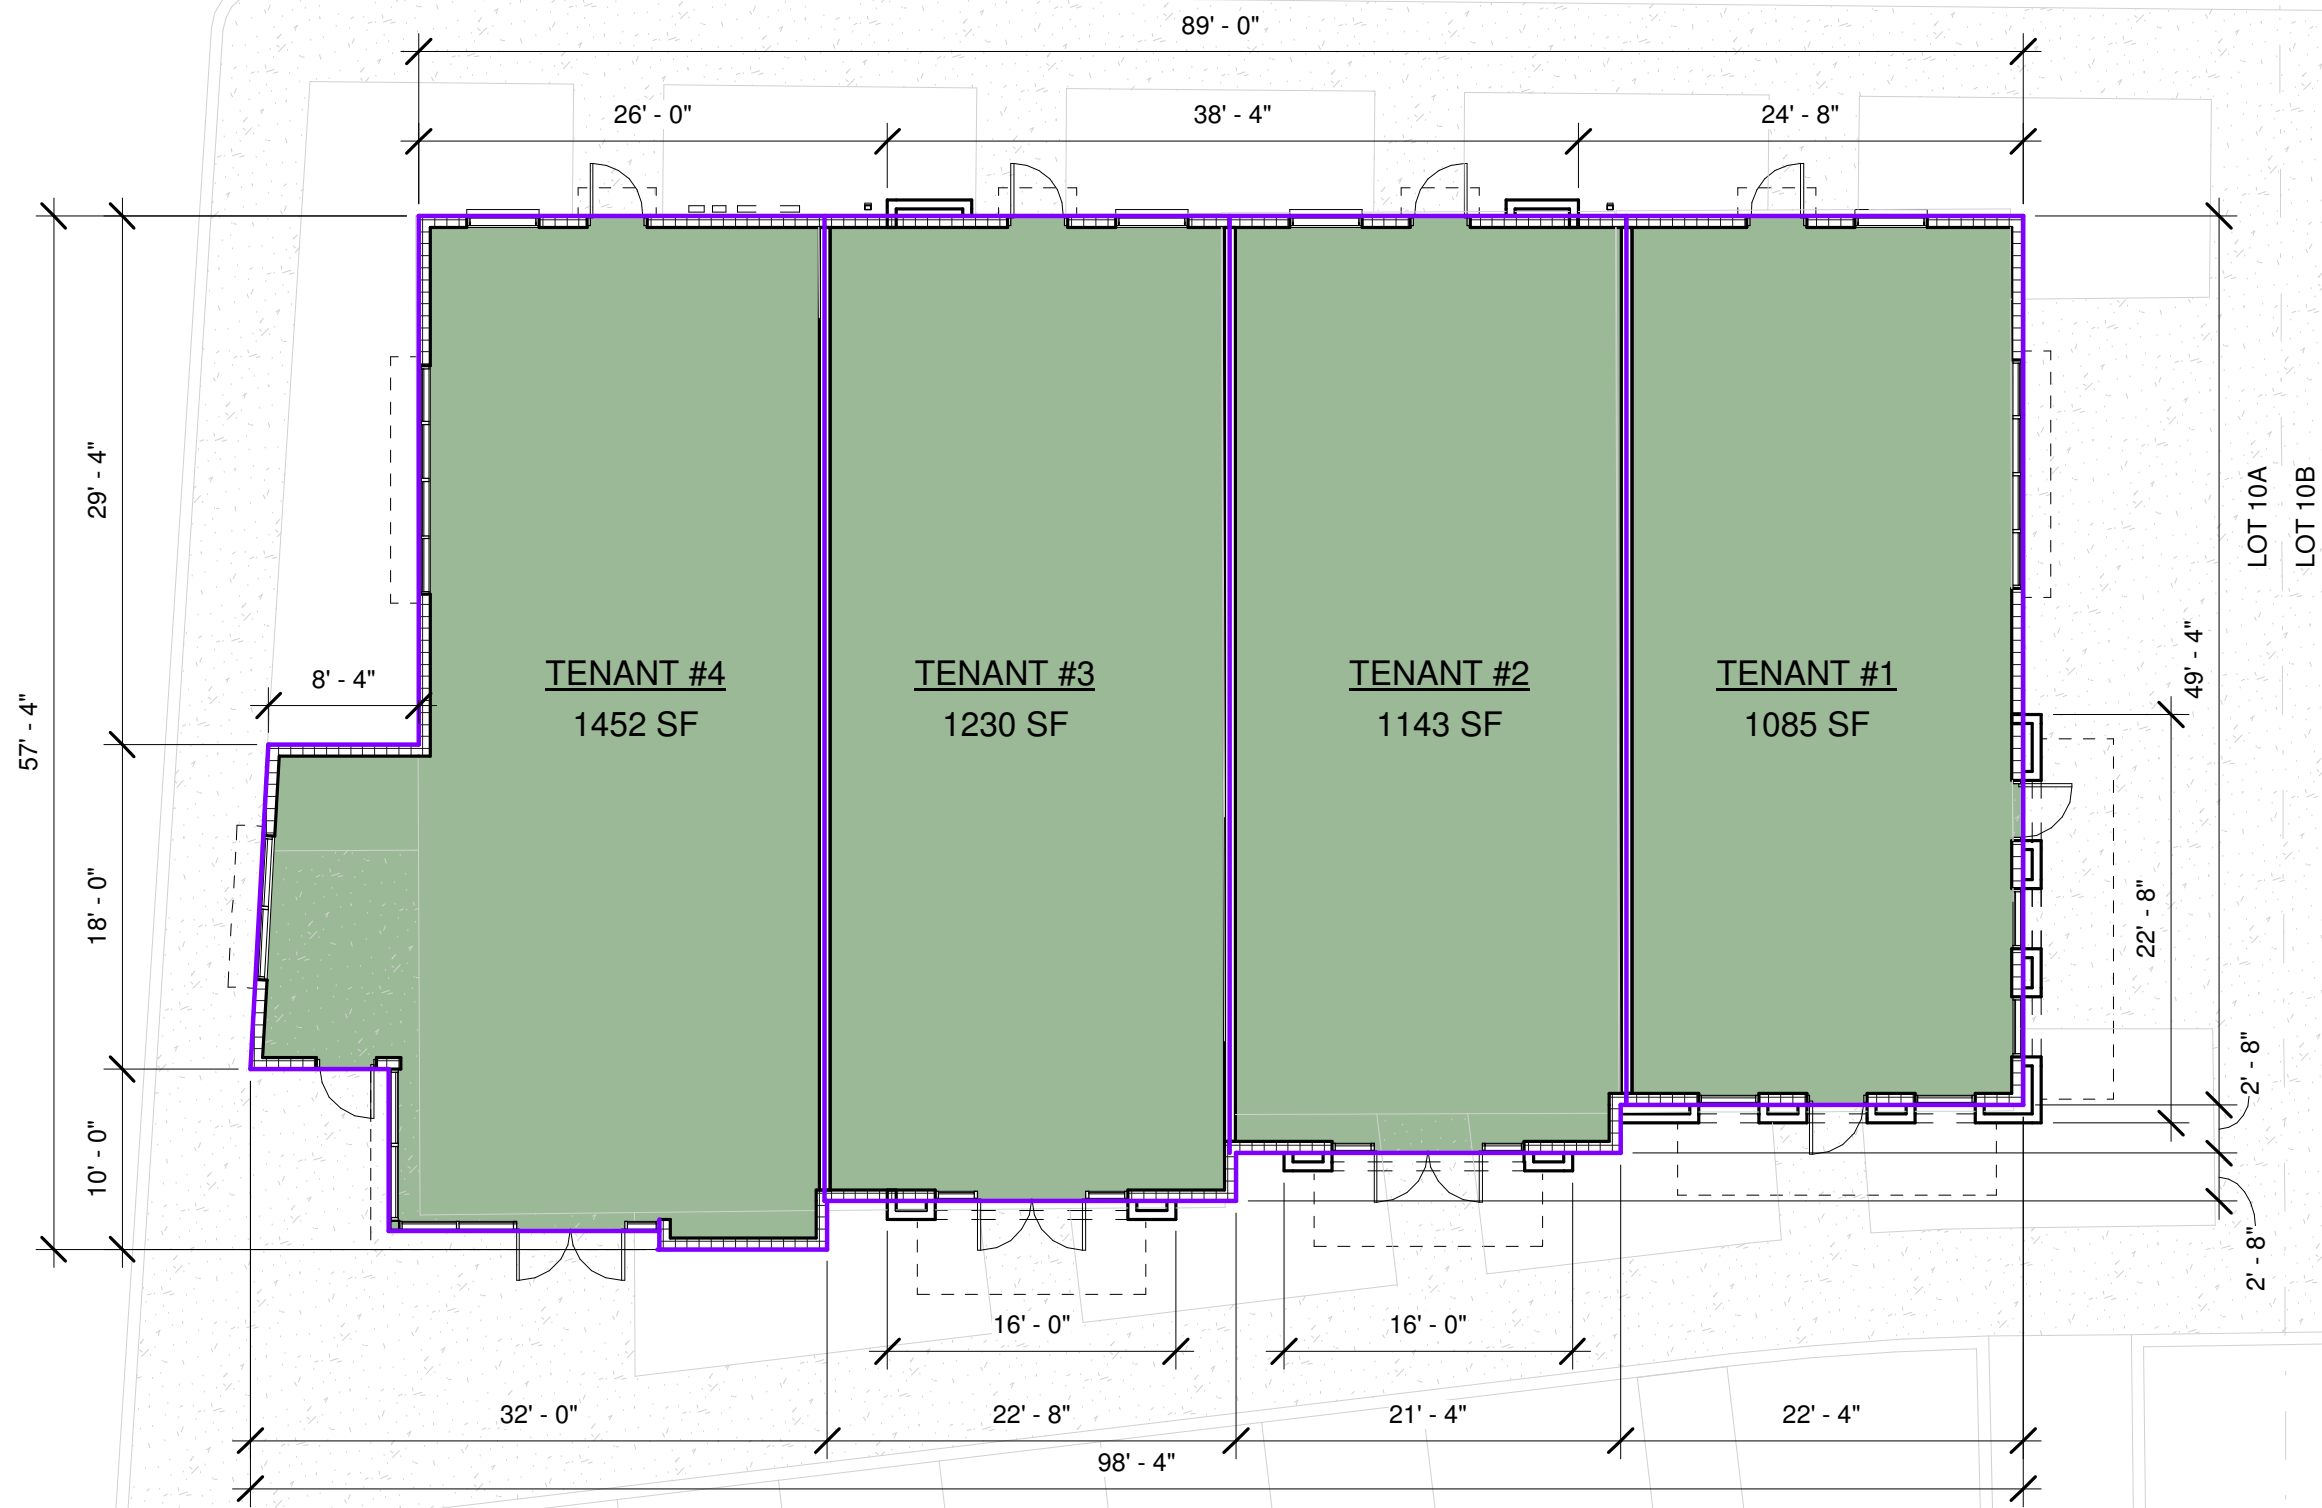 89' - 0"
26' - 0"
38' - 4"
24' - 8"
29' - 4"
LOT 10A
LOT 10B
57' - 4"
8' - 4"
49' - 4"
TENANT #4
1452 SF
TENANT #3
1230 SF
TENANT #2
1143 SF
TENANT #1
1085 SF
18' - 0"
22' - 8"
2' - 8"
10' - 0"
2' - 8"
16' - 0"
16' - 0"
32' - 0"
22' - 8"
21' - 4"
22' - 4"
98' - 4"